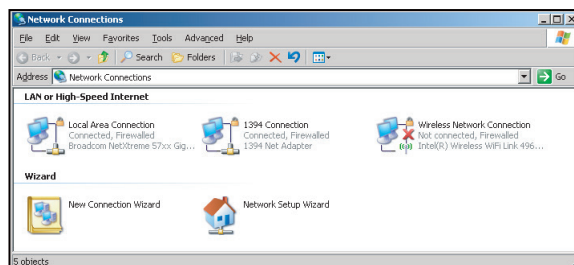 Network Connections
File Edit View Favorites Tools Advanced Help
Back Search Folders
Address Network Connections Go
LAN or High-Speed Internet
Local Area Connection
Connected, Firewalled
Broadcom NetXtreme 57xx Gig...
1394 Connection
Connected, Firewalled
1394 Net Adapter
Wireless Network Connection
Not connected, Firewalled
Intel(R) Wireless WiFi Link 496...
Wizard
New Connection Wizard
Network Setup Wizard
5 objects